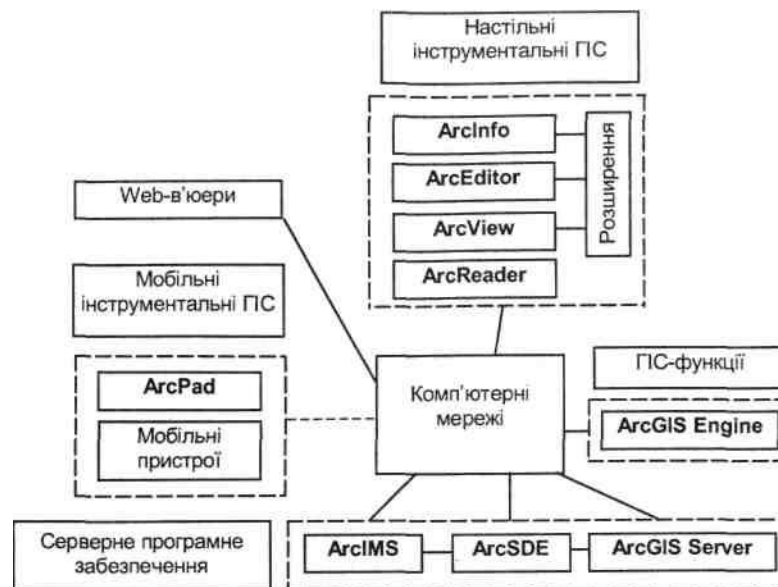 Настільні
інструментальні ГІС
ArcInfo
ArcEditor
ArcView
ArcReader
Розширення
Web-в'юери
Мобільні
інструментальні ГІС
ArcPad
Мобільні
пристрої
Комп'ютерні
мережі
ГІС-функції
ArcGIS Engine
Серверне програмне
забезпечення
ArcIMS
ArcSDE
ArcGIS Server